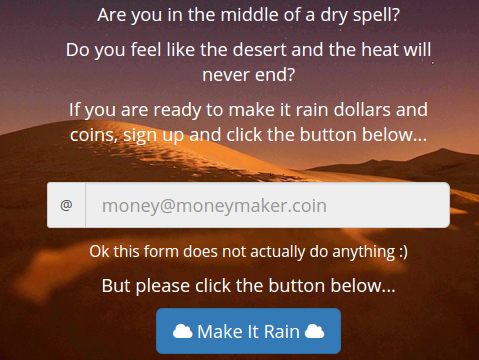 Are you in the middle of a dry spell?
Do you feel like the desert and the heat will
never end?
If you are ready to make it rain dollars and
coins, sign up and click the button below...
@ money@moneymaker.coin
Ok this form does not actually do anything :)
But please click the button below...
Make It Rain